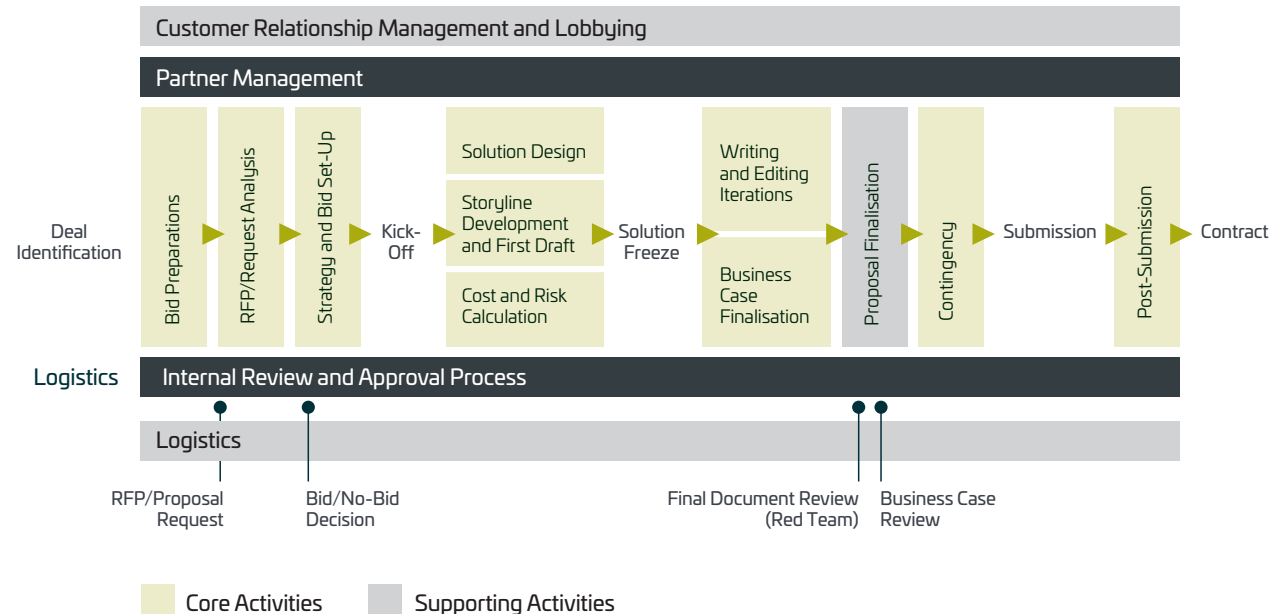 Customer Relationship Management and Lobbying
Partner Management
Deal
Identification
Bid Preparations
RFP/Request Analysis
Strategy and Bid Set-Up
Kick-
Off
Solution Design
Storyline
Development
and First Draft
Cost and Risk
Calculation
Solution
Freeze
Writing
and Editing
Iterations
Business
Case
Finalisation
Proposal Finalisation
Contingency
Submission
Post-Submission
Contract
Logistics
Internal Review and Approval Process
Logistics
RFP/Proposal
Request
Bid/No-Bid
Decision
Final Document Review
(Red Team)
Business Case
Review
Core Activities
Supporting Activities